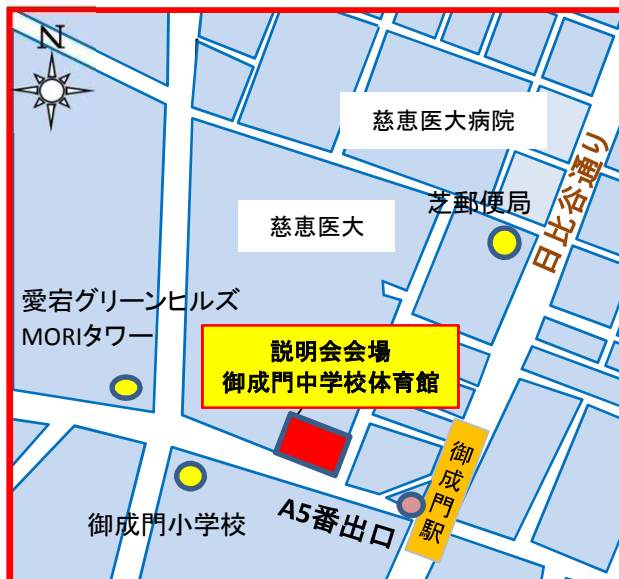 N
慈恵医大病院
日比谷通り
芝郵便局
慈恵医大
愛宕グリーンヒルズ
MORIタワー
説明会会場
御成門中学校体育館
御成門駅
A5番出口
御成門小学校